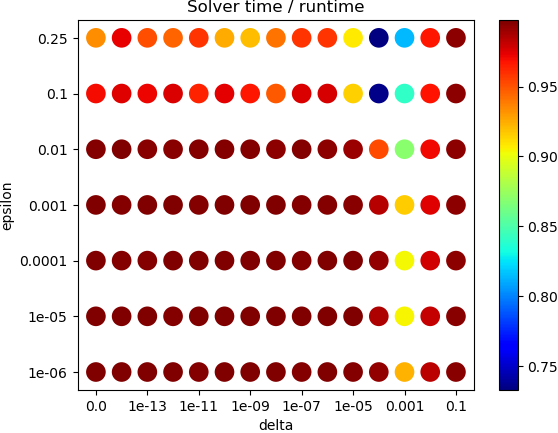 Solver time / runtime
epsilon
0.25
0.1
0.01
0.001
0.0001
1e-05
1e-06
0.0 1e-13 1e-11 1e-09 1e-07 1e-05 0.001 0.1
delta
0.95
0.90
0.85
0.80
0.75